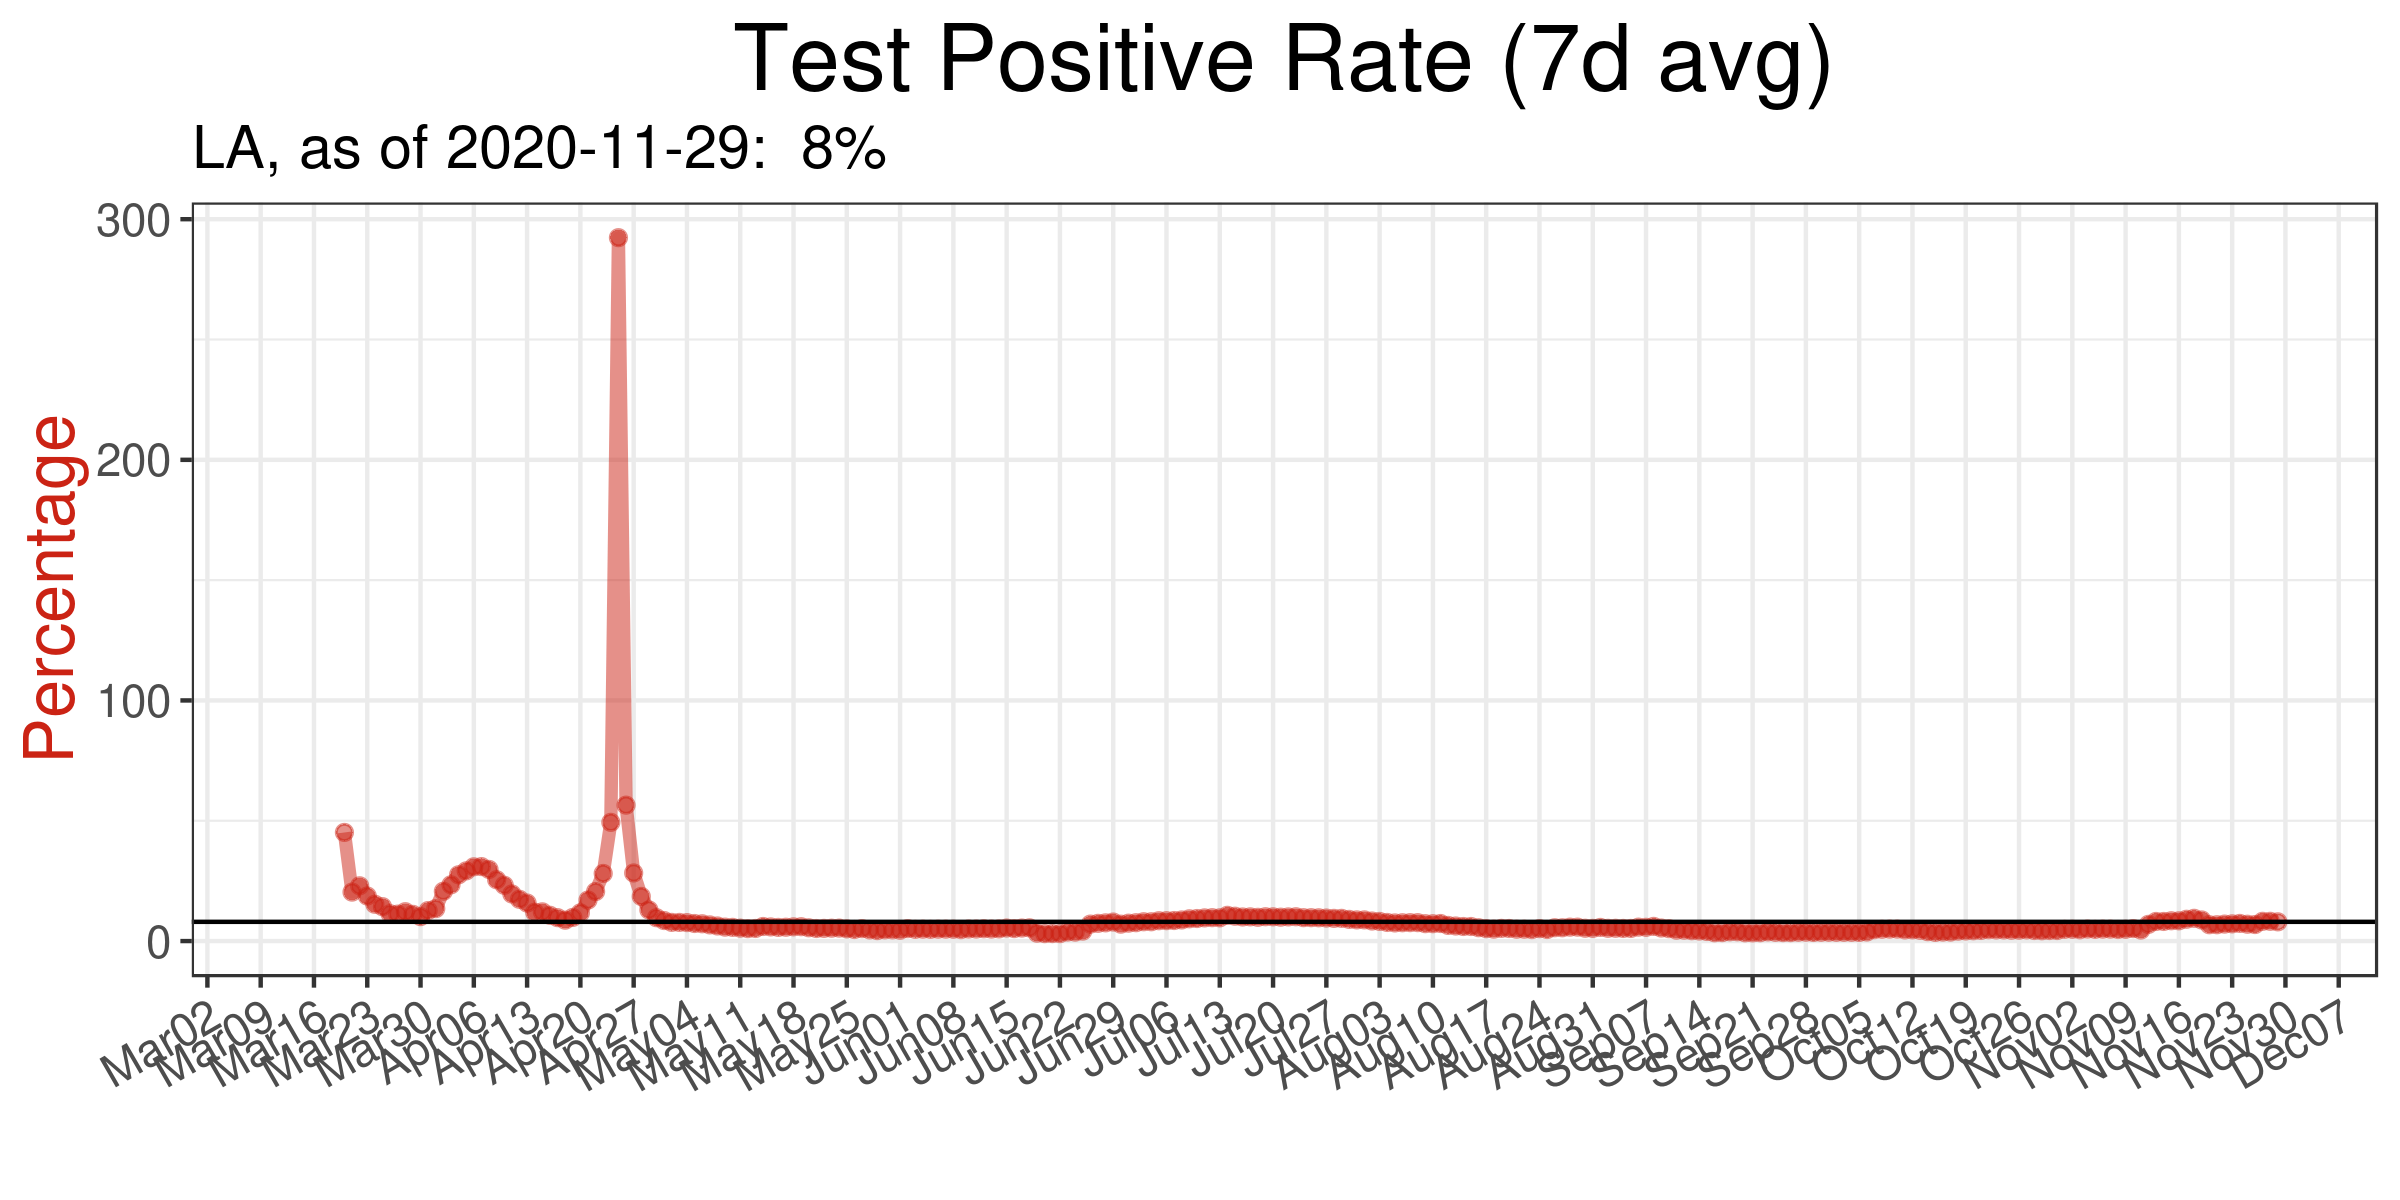 Test Positive Rate (7d avg)
LA, as of 2020-11-29:  8%
Percentage
300
200
100
0
Mar02
Mar09
Mar16
Mar23
Mar30
Apr06
Apr13
Apr20
Apr27
May04
May11
May18
May25
Jun01
Jun08
Jun15
Jun22
Jun29
Jul06
Jul13
Jul20
Jul27
Aug03
Aug10
Aug17
Aug24
Aug31
Sep07
Sep14
Sep21
Sep28
Oct05
Oct12
Oct19
Oct26
Nov02
Nov09
Nov16
Nov23
Nov30
Dec07